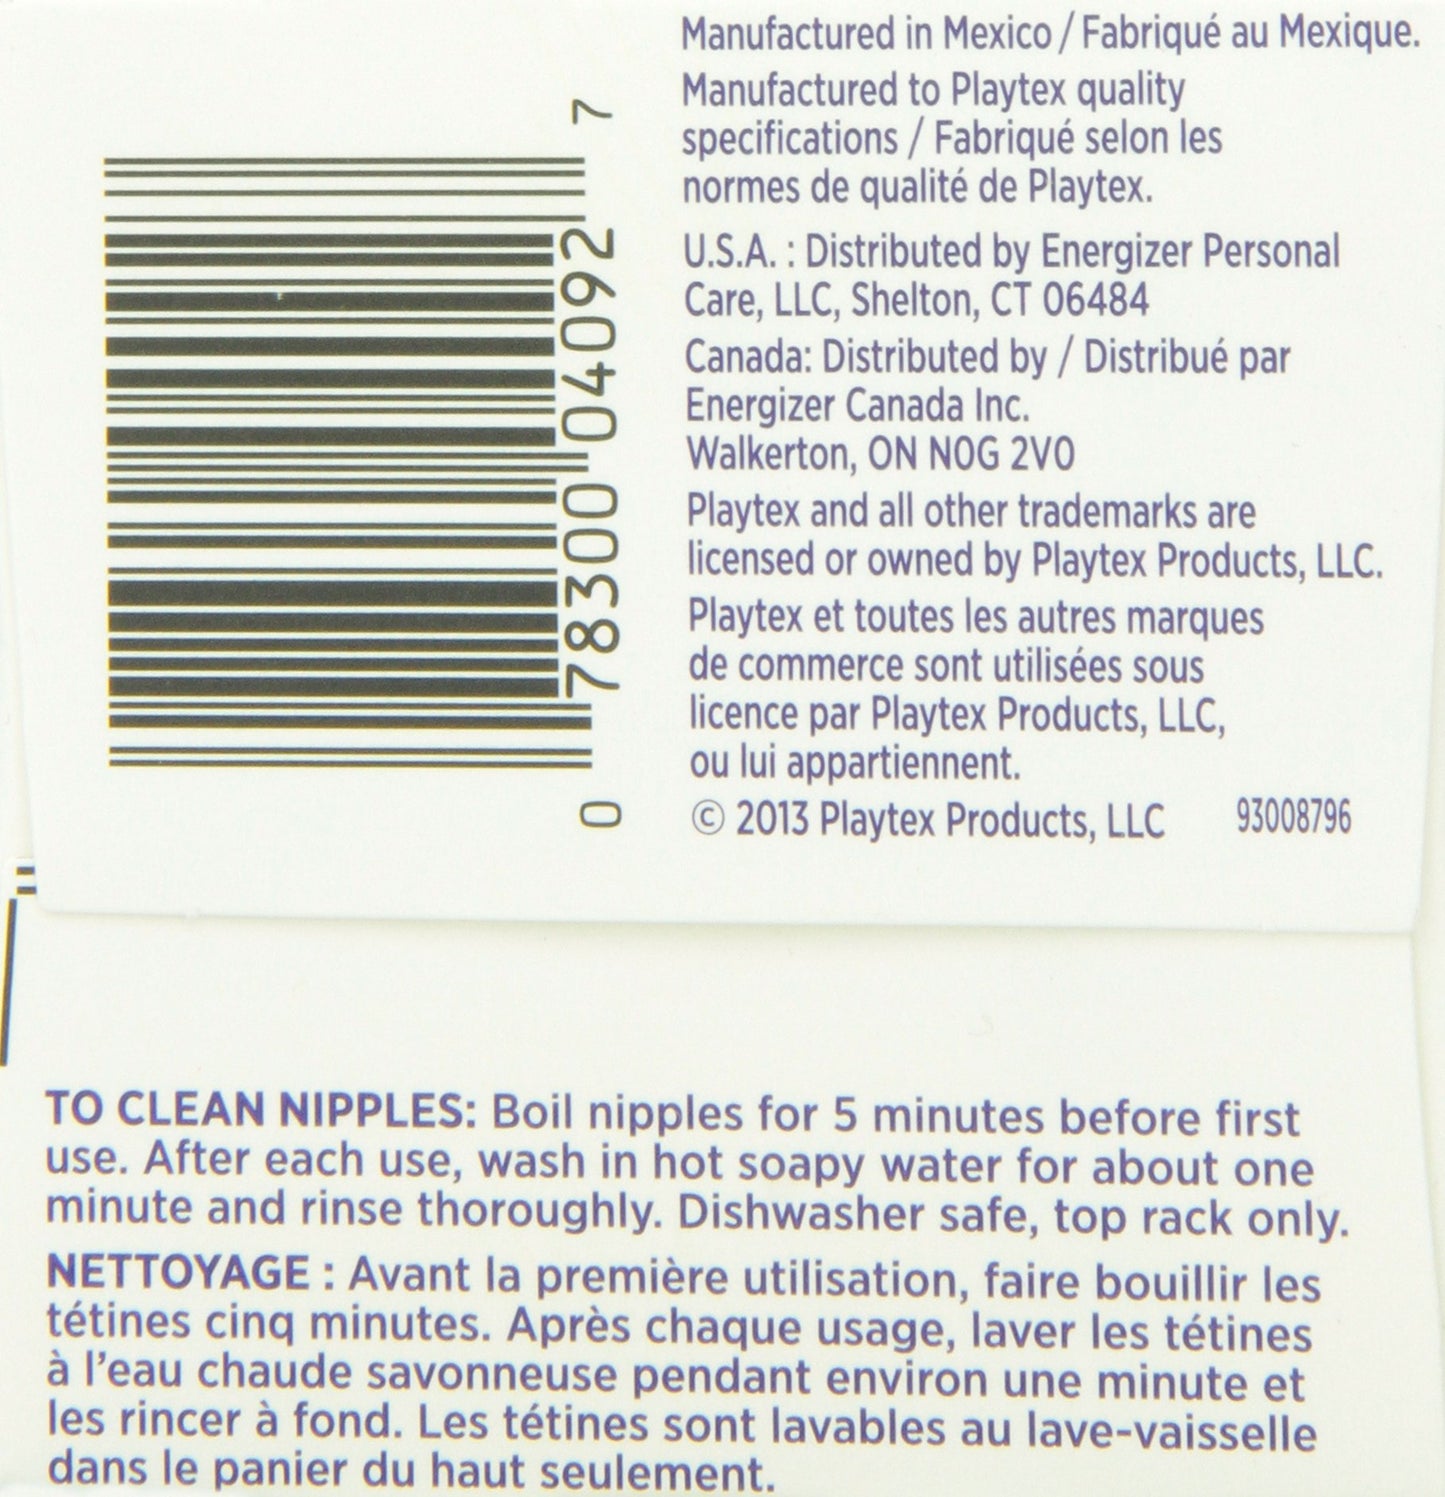 0 78300 04092 7
Manufactured in Mexico / Fabriqué au Mexique.
Manufactured to Playtex quality
specifications / Fabriqué selon les
normes de qualité de Playtex.
U.S.A. : Distributed by Energizer Personal
Care, LLC, Shelton, CT 06484
Canada: Distributed by / Distribué par
Energizer Canada Inc.
Walkerton, ON N0G 2V0
Playtex and all other trademarks are
licensed or owned by Playtex Products, LLC.
Playtex et toutes les autres marques
de commerce sont utilisées sous
licence par Playtex Products, LLC,
ou lui appartiennent.
© 2013 Playtex Products, LLC 93008796
TO CLEAN NIPPLES: Boil nipples for 5 minutes before first
use. After each use, wash in hot soapy water for about one
minute and rinse thoroughly. Dishwasher safe, top rack only.
NETTOYAGE : Avant la première utilisation, faire bouillir les
tétines cinq minutes. Après chaque usage, laver les tétines
à l'eau chaude savonneuse pendant environ une minute et
les rincer à fond. Les tétines sont lavables au lave-vaisselle
dans le panier du haut seulement.